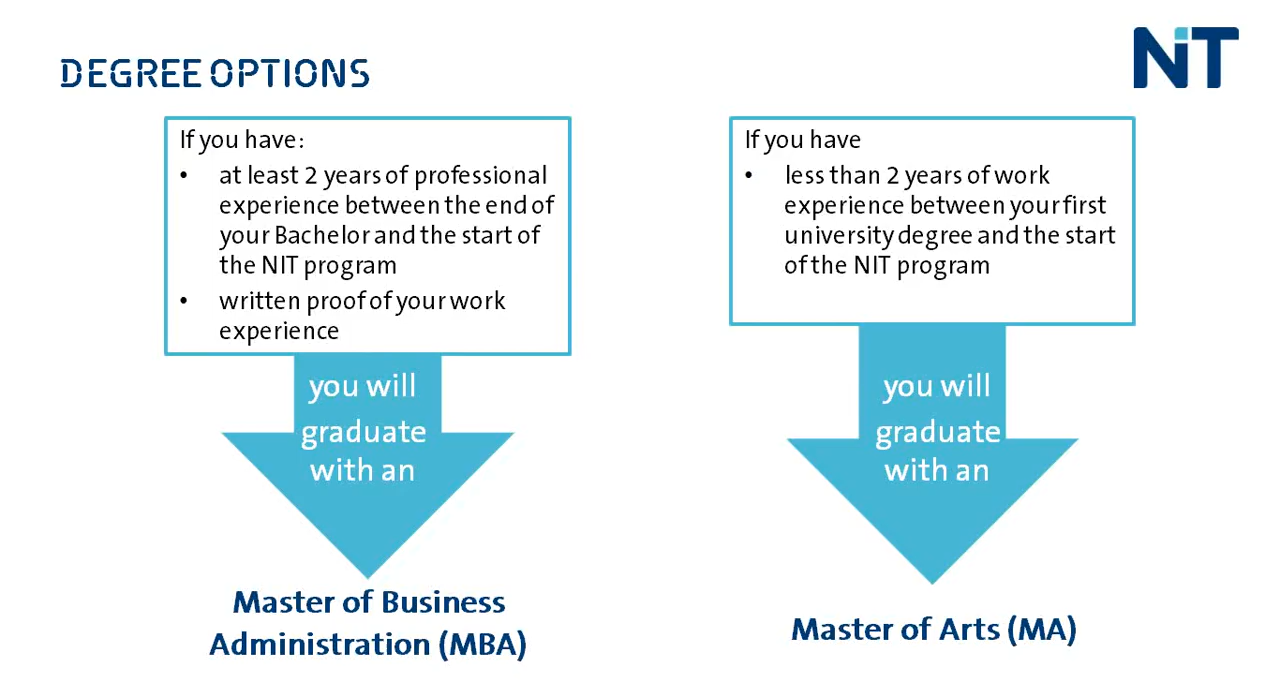 NiT
DEGREE OPTIONS
If you have:
• at least 2 years of professional
experience between the end of
your Bachelor and the start of
the NIT program
• written proof of your work
experience
you will
graduate
with an
Master of Business
Administration (MBA)
If you have
• less than 2 years of work
experience between your first
university degree and the start
of the NIT program
you will
graduate
with an
Master of Arts (MA)